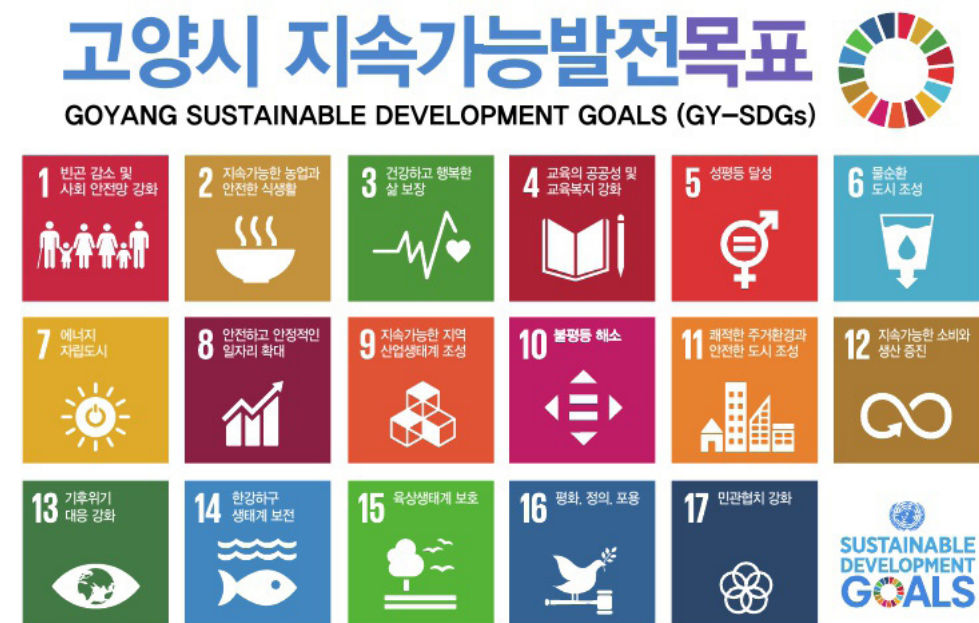 고양시 지속가능발전목표
GOYANG SUSTAINABLE DEVELOPMENT GOALS (GY-SDGs)
1 빈곤 감소 및
사회 안전망 강화
2 지속가능한 농업과
안전한 식생활
3 건강하고 행복한
삶 보장
4 교육의 공공성 및
교육복지 강화
5 성평등 달성
6 물순환
도시 조성
7 에너지
자립도시
8 안전하고 안정적인
일자리 확대
9 지속가능한 지역
산업생태계 조성
10 불평등 해소
11 쾌적한 주거환경과
안전한 도시 조성
12 지속가능한 소비와
생산 증진
13 기후위기
대응 강화
14 한강하구
생태계 보전
15 육상생태계 보호
16 평화, 정의, 포용
17 민관협치 강화
SUSTAINABLE
DEVELOPMENT
GOALS